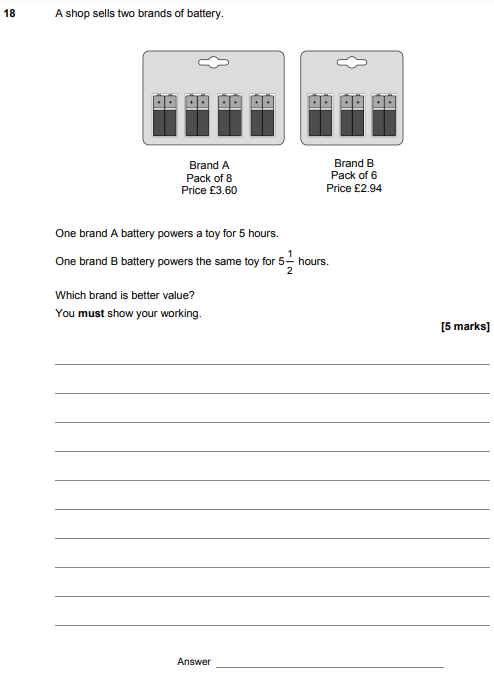 18 A shop sells two brands of battery.
Brand A
Pack of 8
Price £3.60
Brand B
Pack of 6
Price £2.94
One brand A battery powers a toy for 5 hours.
One brand B battery powers the same toy for 5 1/2 hours.
Which brand is better value?
You must show your working.
[5 marks]
Answer